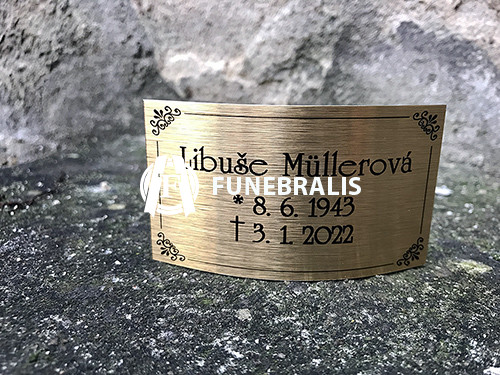 Libuše Müllerová
FUNEBRALIS
* 8. 6. 1943
† 3. 1. 2022